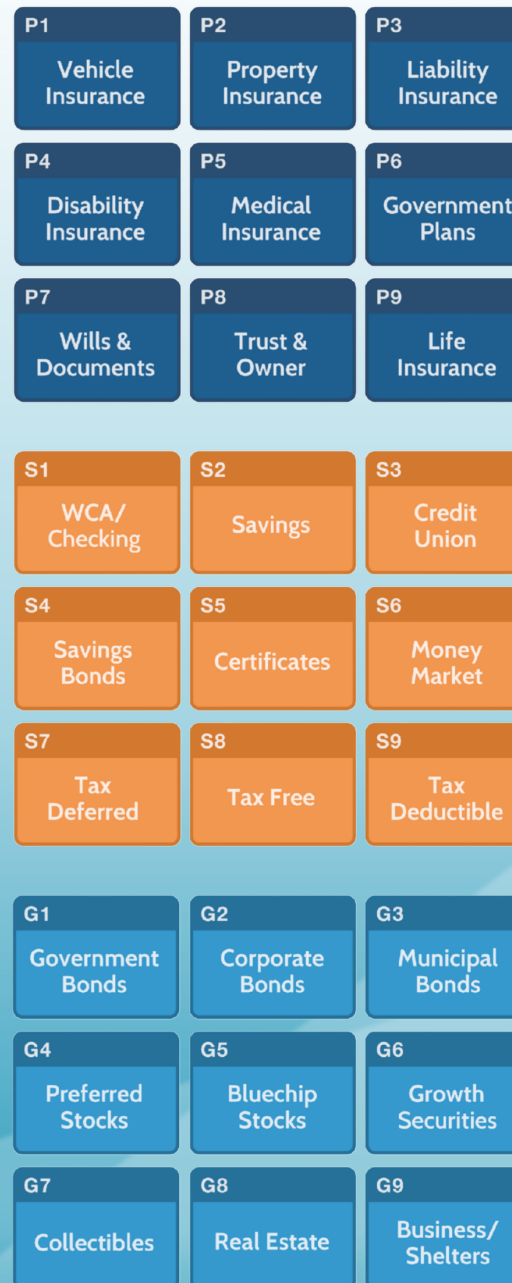 P1
Vehicle
Insurance
P2
Property
Insurance
P3
Liability
Insurance
P4
Disability
Insurance
P5
Medical
Insurance
P6
Government
Plans
P7
Wills &
Documents
P8
Trust &
Owner
P9
Life
Insurance
S1
WCA/
Checking
S2
Savings
S3
Credit
Union
S4
Savings
Bonds
S5
Certificates
S6
Money
Market
S7
Tax
Deferred
S8
Tax Free
S9
Tax
Deductible
G1
Government
Bonds
G2
Corporate
Bonds
G3
Municipal
Bonds
G4
Preferred
Stocks
G5
Bluechip
Stocks
G6
Growth
Securities
G7
Collectibles
G8
Real Estate
G9
Business/
Shelters